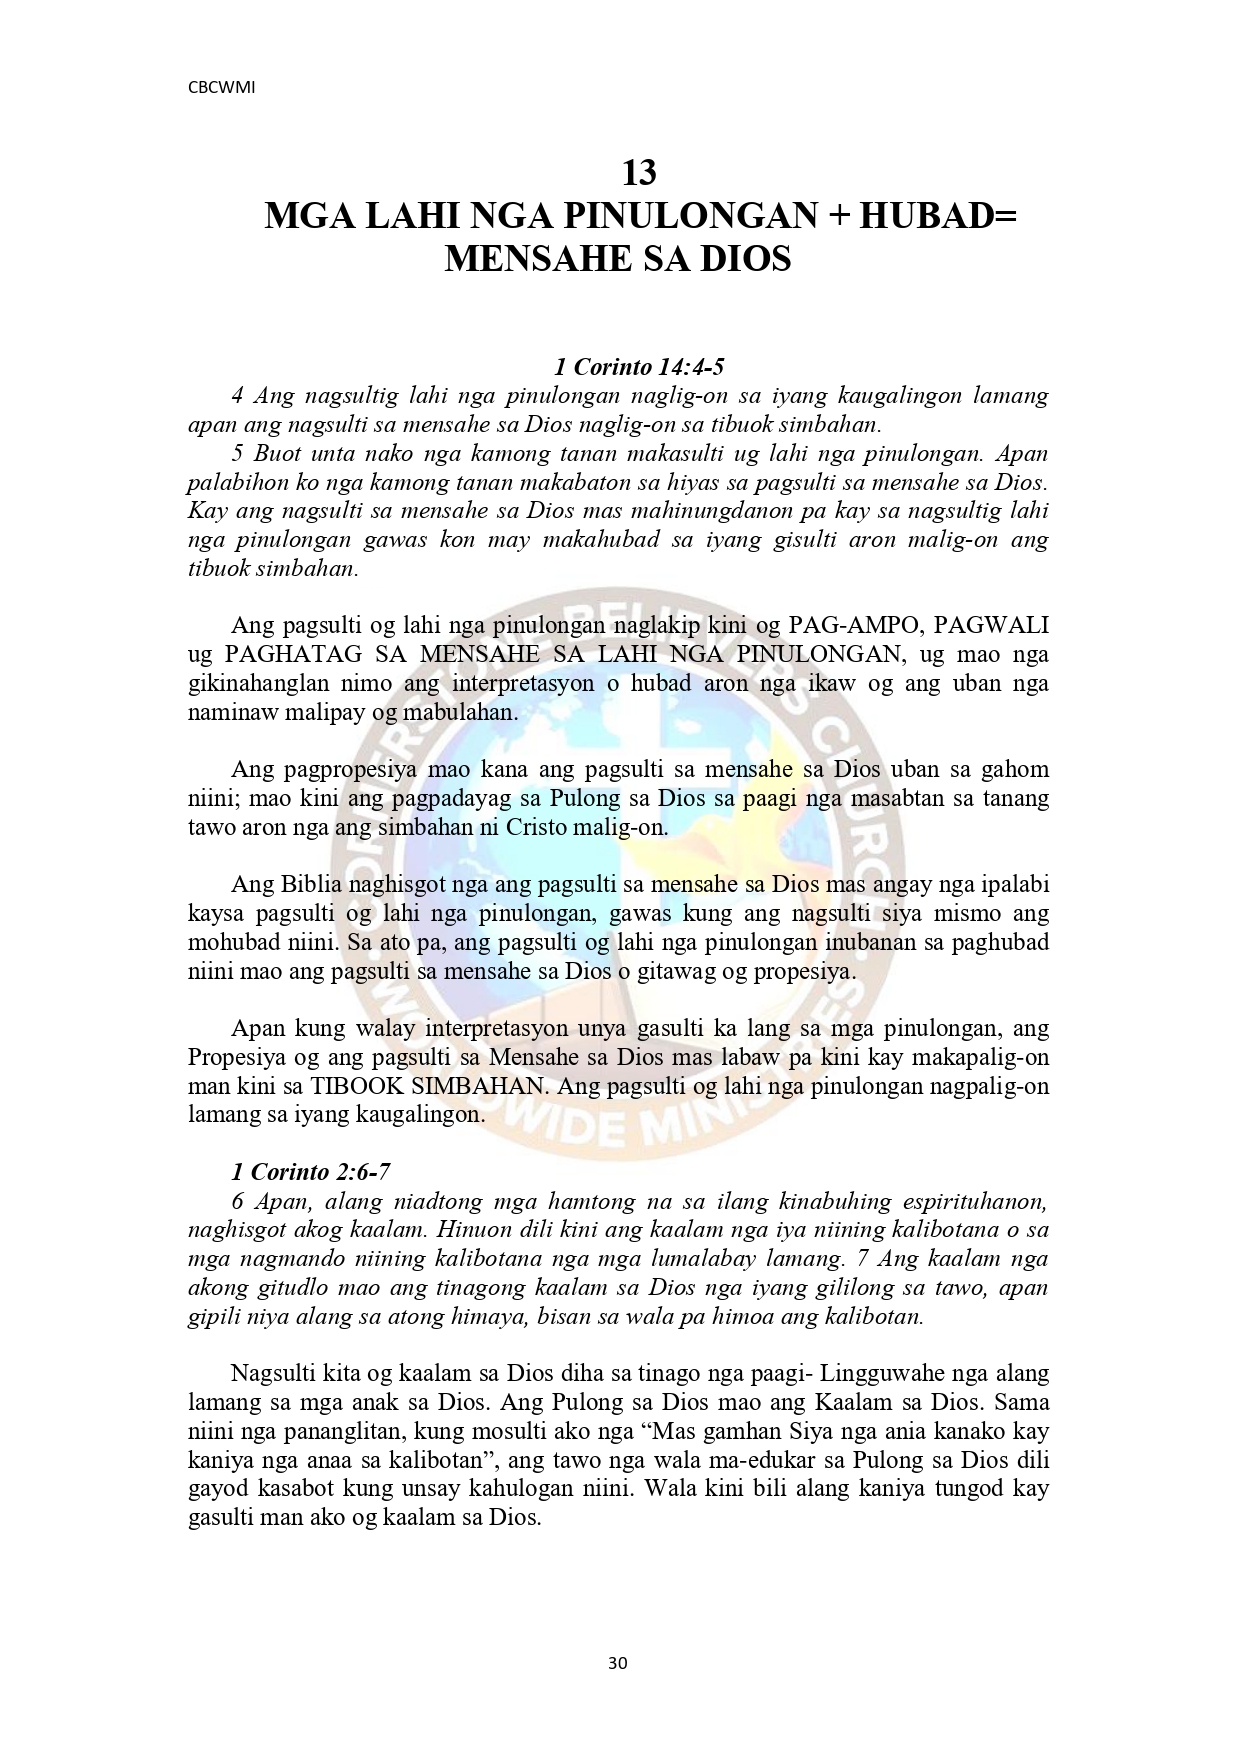 CBCWMI
13
MGA LAHI NGA PINULONGAN + HUBAD=
MENSAHE SA DIOS
1 Corinto 14:4-5
4 Ang nagsultig lahi nga pinulongan naglig-on sa iyang kaugalingon lamang
apan ang nagsulti sa mensahe sa Dios naglig-on sa tibuok simbahan.
5 Buot unta nako nga kamong tanan makasulti ug lahi nga pinulongan. Apan
palabihon ko nga kamong tanan makabaton sa hiyas sa pagsulti sa mensahe sa Dios.
Kay ang nagsulti sa mensahe sa Dios mas mahinungdanon pa kay sa nagsultig lahi
nga pinulongan gawas kon may makahubad sa iyang gisulti aron malig-on ang
tibuok simbahan.
Ang pagsulti og lahi nga pinulongan naglakip kini og PAG-AMPO, PAGWALI
ug PAGHATAG SA MENSAHE SA LAHI NGA PINULONGAN, ug mao nga
gikinahanglan nimo ang interpretasyon o hubad aron nga ikaw og ang uban nga
naminaw malipay og mabulahan.
Ang pagpropesiya mao kana ang pagsulti sa mensahe sa Dios uban sa gahom
niini; mao kini ang pagpadayag sa Pulong sa Dios sa paagi nga masabtan sa tanang
tawo aron nga ang simbahan ni Cristo malig-on.
Ang Biblia naghisgot nga ang pagsulti sa mensahe sa Dios mas angay nga ipalabi
kaysa pagsulti og lahi nga pinulongan, gawas kung ang nagsulti siya mismo ang
mohubad niini. Sa ato pa, ang pagsulti og lahi nga pinulongan inubanan sa paghubad
niini mao ang pagsulti sa mensahe sa Dios o gitawag og propesiya.
Apan kung walay interpretasyon unya gasulti ka lang sa mga pinulongan, ang
Propesiya og ang pagsulti sa Mensahe sa Dios mas labaw pa kini kay makapalig-on
man kini sa TIBOOK SIMBAHAN. Ang pagsulti og lahi nga pinulongan nagpalig-on
lamang sa iyang kaugalingon.
1 Corinto 2:6-7
6 Apan, alang niadtong mga hamtong na sa ilang kinabuhing espirituhanon,
naghisgot akog kaalam. Hinuon dili kini ang kaalam nga iya niining kalibotana o sa
mga nagmando niining kalibotana nga mga lumalabay lamang. 7 Ang kaalam nga
akong gitudlo mao ang tinagong kaalam sa Dios nga iyang gililong sa tawo, apan
gipili niya alang sa atong himaya, bisan sa wala pa himoa ang kalibotan.
Nagsulti kita og kaalam sa Dios diha sa tinago nga paagi- Lingguwahe nga alang
lamang sa mga anak sa Dios. Ang Pulong sa Dios mao ang Kaalam sa Dios. Sama
niini nga pananglitan, kung mosulti ako nga “Mas gamhan Siya nga ania kanako kay
kaniya nga anaa sa kalibotan”, ang tawo nga wala ma-edukar sa Pulong sa Dios dili
gayod kasabot kung unsay kahulogan niini. Wala kini bili alang kaniya tungod kay
gasulti man ako og kaalam sa Dios.
CORNERSTONE BELIEVERS CHURCH
• WORLDWIDE MINISTRIES •
30